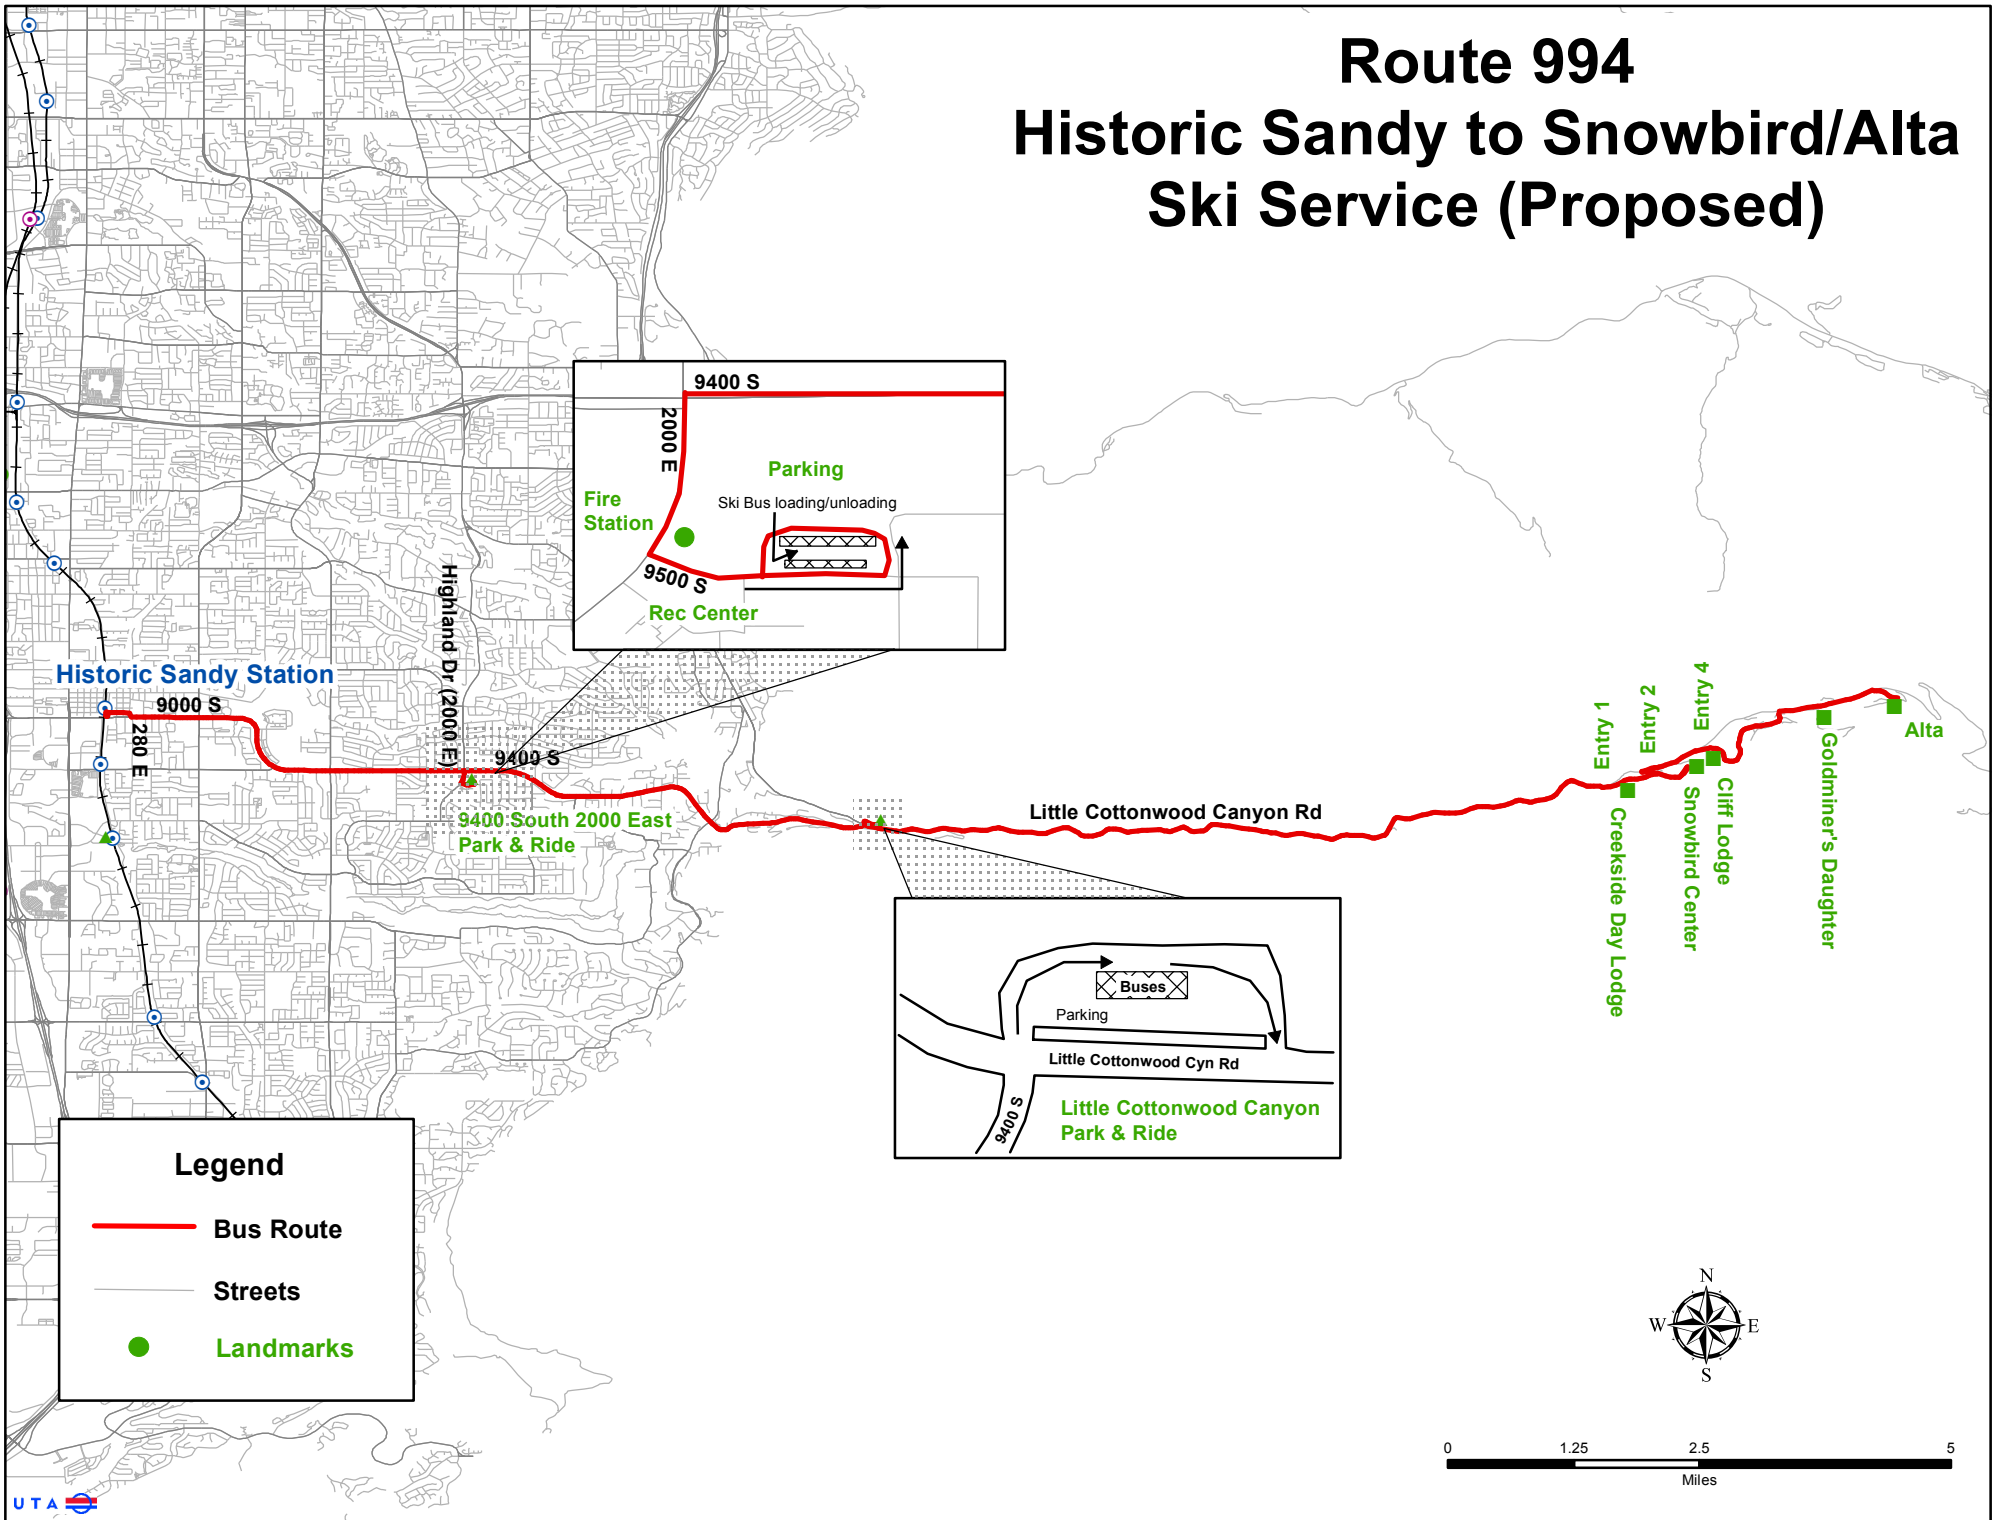 Route 994
Historic Sandy to Snowbird/Alta
Ski Service (Proposed)
9400 S
2000 E
Parking
Ski Bus loading/unloading
Fire
Station
9500 S
Rec Center
Highland Dr (2000 E)
Historic Sandy Station
9000 S
280 E
9400 S
9400 South 2000 East
Park & Ride
Little Cottonwood Canyon Rd
Entry 1
Entry 2
Entry 4
Creekside Day Lodge
Snowbird Center
Cliff Lodge
Goldminer's Daughter
Alta
Buses
Parking
Little Cottonwood Cyn Rd
9400 S
Little Cottonwood Canyon
Park & Ride
Legend
Bus Route
Streets
Landmarks
N
W
E
S
0 1.25 2.5 5
Miles
UTA